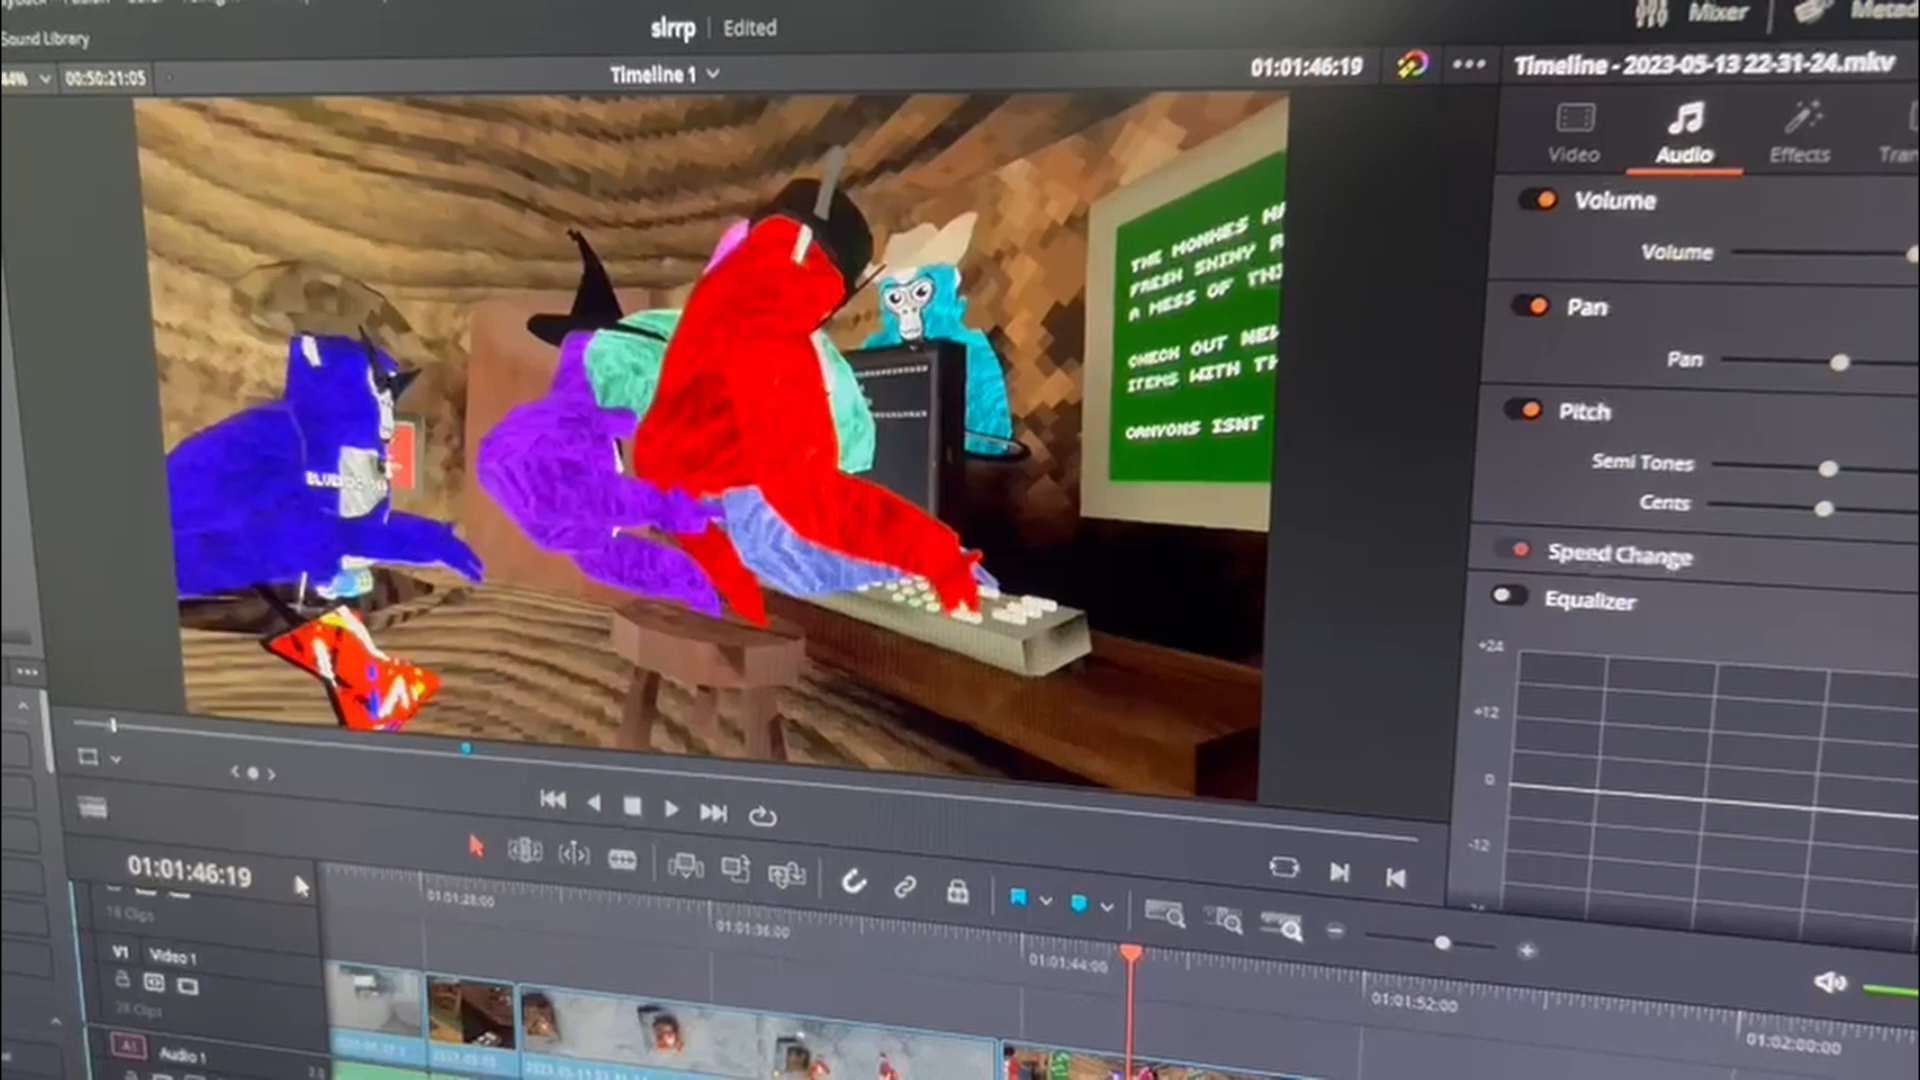 Sound Library
slrrp Edited
Mixer
44% 00:50:21:05
Timeline 1
01:01:46:19
Timeline - 2023-05-13 22-31-24.mkv
Video
Audio
Effects
Volume
Volume
Pan
Pan
Pitch
Semi Tones
Cents
Speed Change
Equalizer
+24
+12
0
-12
THE MONKES
FRESH SHINY
A MESS OF
CHECK OUT
ITEMS WITH
CANYONS ISNT
01:01:46:19
01:01:28:00
01:01:36:00
01:01:44:00
01:01:52:00
01:02:00:00
V1 Video 1
28 Clips
A1 Audio 1